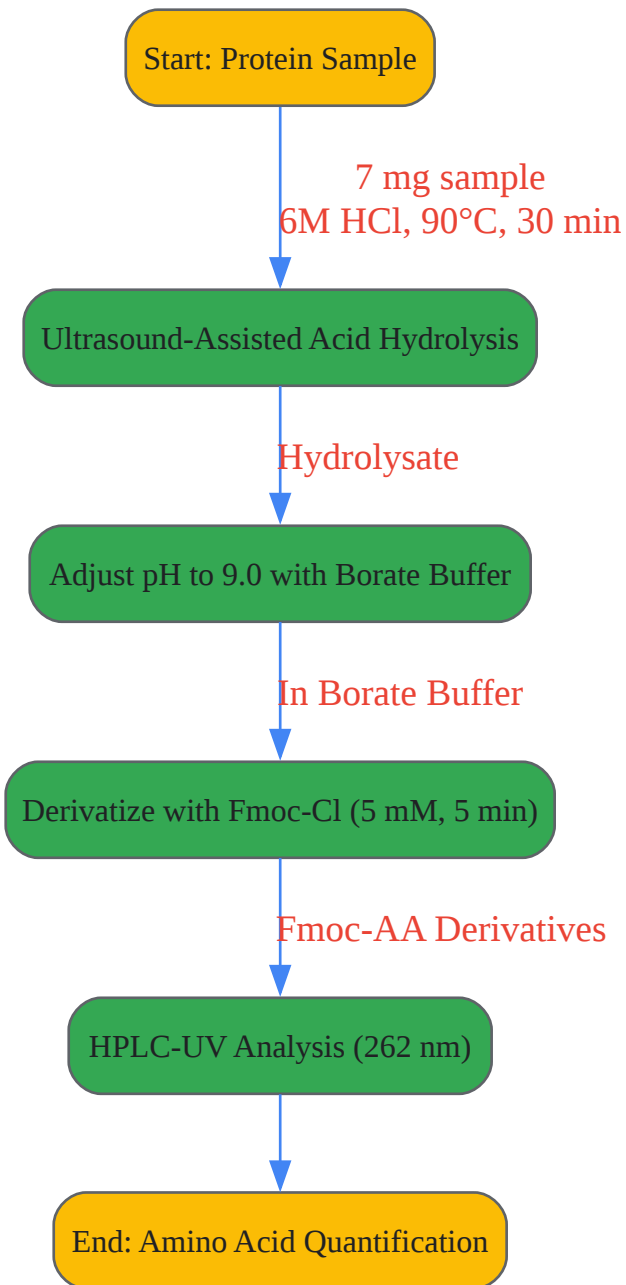 Start: Protein Sample
7 mg sample
6M HCl, 90°C, 30 min
Ultrasound-Assisted Acid Hydrolysis
Hydrolysate
Adjust pH to 9.0 with Borate Buffer
In Borate Buffer
Derivatize with Fmoc-Cl (5 mM, 5 min)
Fmoc-AA Derivatives
HPLC-UV Analysis (262 nm)
End: Amino Acid Quantification